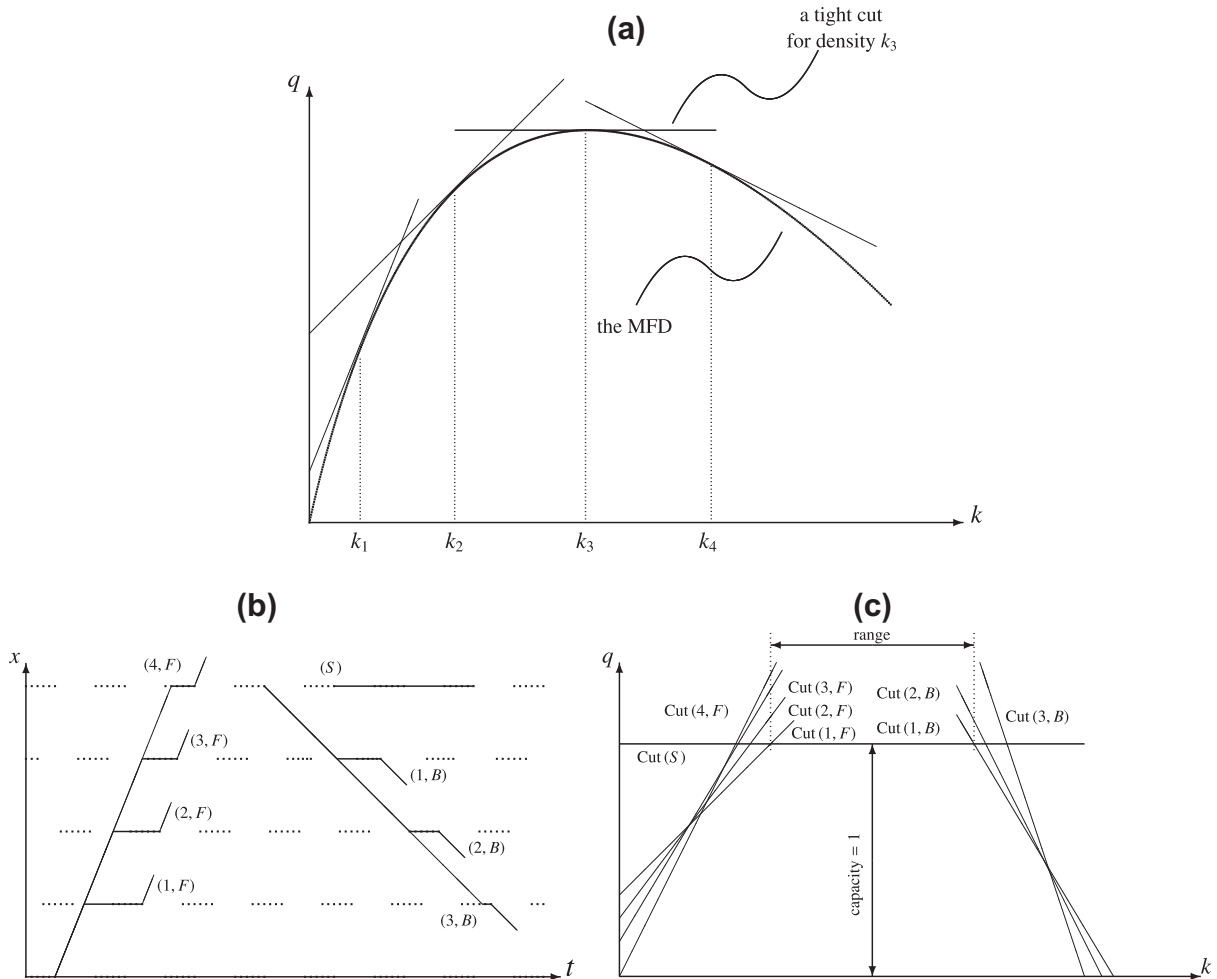 (a)
a tight cut
for density k₃
q
the MFD
k
k₁ k₂ k₃ k₄
(b)
x
(4, F)
(S)
(3, F)
(1, B)
(2, F)
(2, B)
(1, F)
(3, B)
t
(c)
range
q
Cut (4, F)
Cut (3, F)
Cut (2, B)
Cut (2, F)
Cut (3, B)
Cut (1, F)
Cut (1, B)
Cut (S)
capacity = 1
k